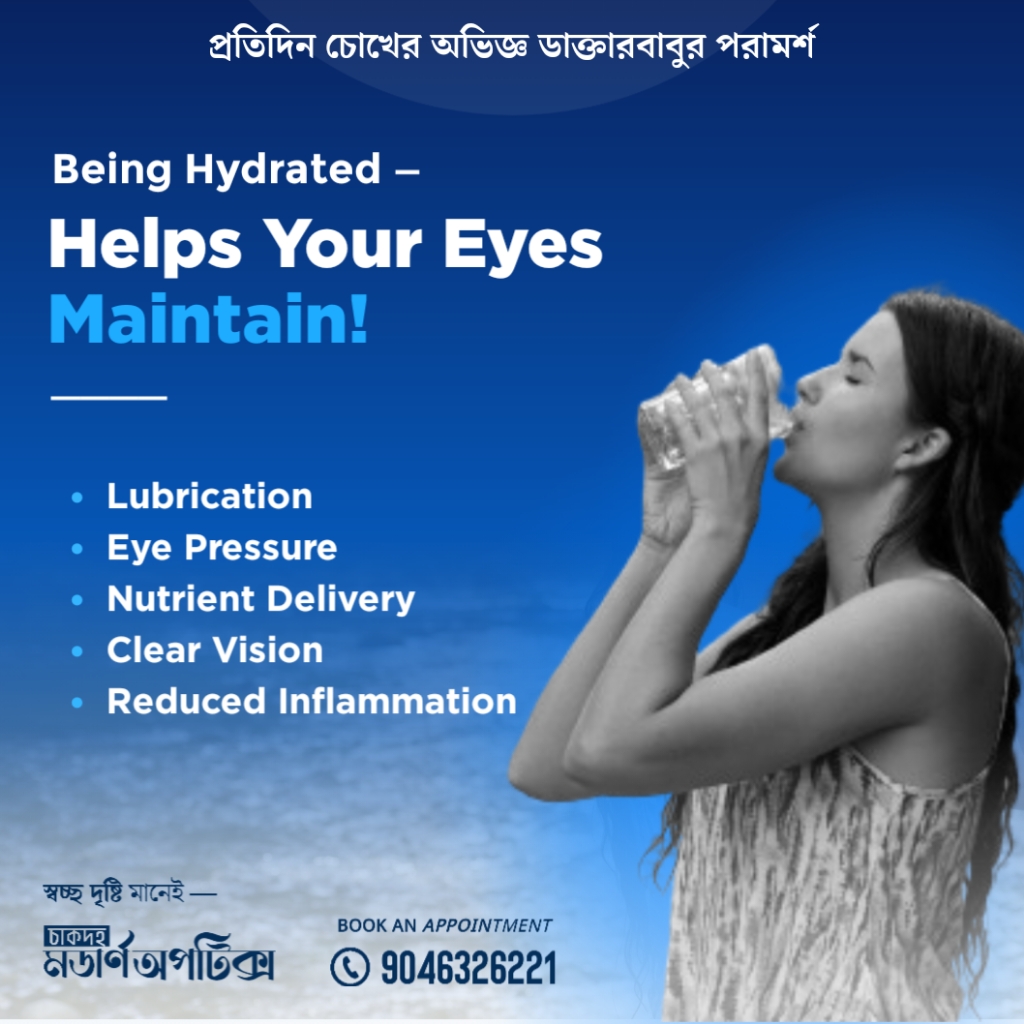 প্রতিদিন চোখের অভিজ্ঞ ডাক্তারবাবুর পরামর্শ
Being Hydrated –
Helps Your Eyes
Maintain!
• Lubrication
• Eye Pressure
• Nutrient Delivery
• Clear Vision
• Reduced Inflammation
স্বচ্ছ দৃষ্টি মানেই —
চাকদহ
মডার্ণ অপটিক্স
BOOK AN APPOINTMENT
9046326221